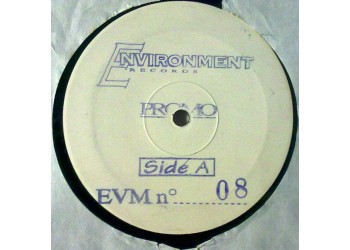 ENVIRONMENT
RECORDS
PROMO
Side A
EVM n°......08